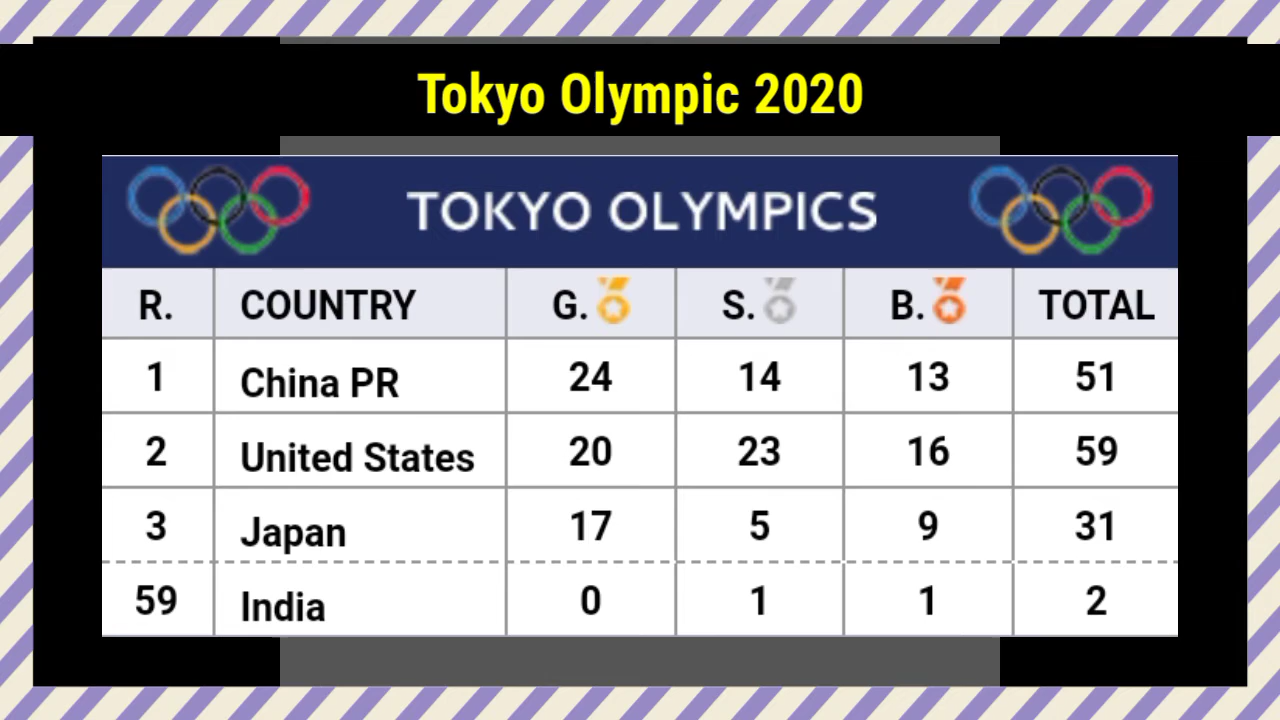 Tokyo Olympic 2020
TOKYO OLYMPICS
R. COUNTRY G. S. B. TOTAL
1 China PR 24 14 13 51
2 United States 20 23 16 59
3 Japan 17 5 9 31
59 India 0 1 1 2